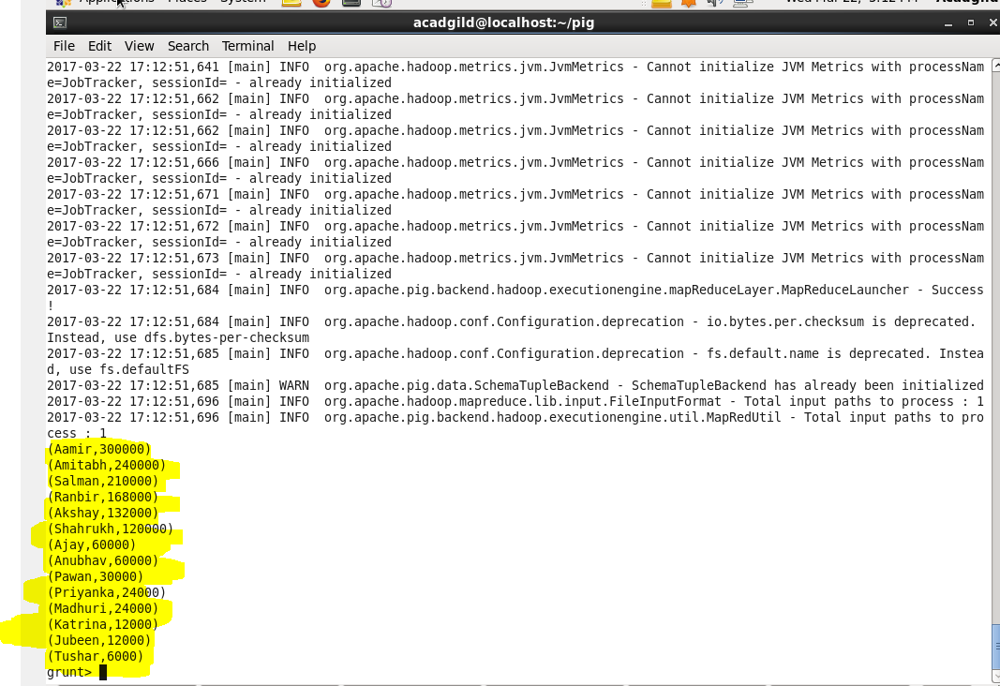 Applications Places System
acadgild@localhost:~/pig
File Edit View Search Terminal Help
2017-03-22 17:12:51,641 [main] INFO  org.apache.hadoop.metrics.jvm.JvmMetrics - Cannot initialize JVM Metrics with processNam
e=JobTracker, sessionId= - already initialized
2017-03-22 17:12:51,662 [main] INFO  org.apache.hadoop.metrics.jvm.JvmMetrics - Cannot initialize JVM Metrics with processNam
e=JobTracker, sessionId= - already initialized
2017-03-22 17:12:51,662 [main] INFO  org.apache.hadoop.metrics.jvm.JvmMetrics - Cannot initialize JVM Metrics with processNam
e=JobTracker, sessionId= - already initialized
2017-03-22 17:12:51,666 [main] INFO  org.apache.hadoop.metrics.jvm.JvmMetrics - Cannot initialize JVM Metrics with processNam
e=JobTracker, sessionId= - already initialized
2017-03-22 17:12:51,671 [main] INFO  org.apache.hadoop.metrics.jvm.JvmMetrics - Cannot initialize JVM Metrics with processNam
e=JobTracker, sessionId= - already initialized
2017-03-22 17:12:51,672 [main] INFO  org.apache.hadoop.metrics.jvm.JvmMetrics - Cannot initialize JVM Metrics with processNam
e=JobTracker, sessionId= - already initialized
2017-03-22 17:12:51,673 [main] INFO  org.apache.hadoop.metrics.jvm.JvmMetrics - Cannot initialize JVM Metrics with processNam
e=JobTracker, sessionId= - already initialized
2017-03-22 17:12:51,684 [main] INFO  org.apache.pig.backend.hadoop.executionengine.mapReduceLayer.MapReduceLauncher - Success
!
2017-03-22 17:12:51,684 [main] INFO  org.apache.hadoop.conf.Configuration.deprecation - io.bytes.per.checksum is deprecated.
Instead, use dfs.bytes-per-checksum
2017-03-22 17:12:51,685 [main] INFO  org.apache.hadoop.conf.Configuration.deprecation - fs.default.name is deprecated. Instea
d, use fs.defaultFS
2017-03-22 17:12:51,685 [main] WARN  org.apache.pig.data.SchemaTupleBackend - SchemaTupleBackend has already been initialized
2017-03-22 17:12:51,696 [main] INFO  org.apache.hadoop.mapreduce.lib.input.FileInputFormat - Total input paths to process : 1
2017-03-22 17:12:51,696 [main] INFO  org.apache.pig.backend.hadoop.executionengine.util.MapRedUtil - Total input paths to pro
cess : 1
(Aamir,300000)
(Amitabh,240000)
(Salman,210000)
(Ranbir,168000)
(Akshay,132000)
(Shahrukh,120000)
(Ajay,60000)
(Anubhav,60000)
(Pawan,30000)
(Priyanka,24000)
(Madhuri,24000)
(Katrina,12000)
(Jubeen,12000)
(Tushar,6000)
grunt>